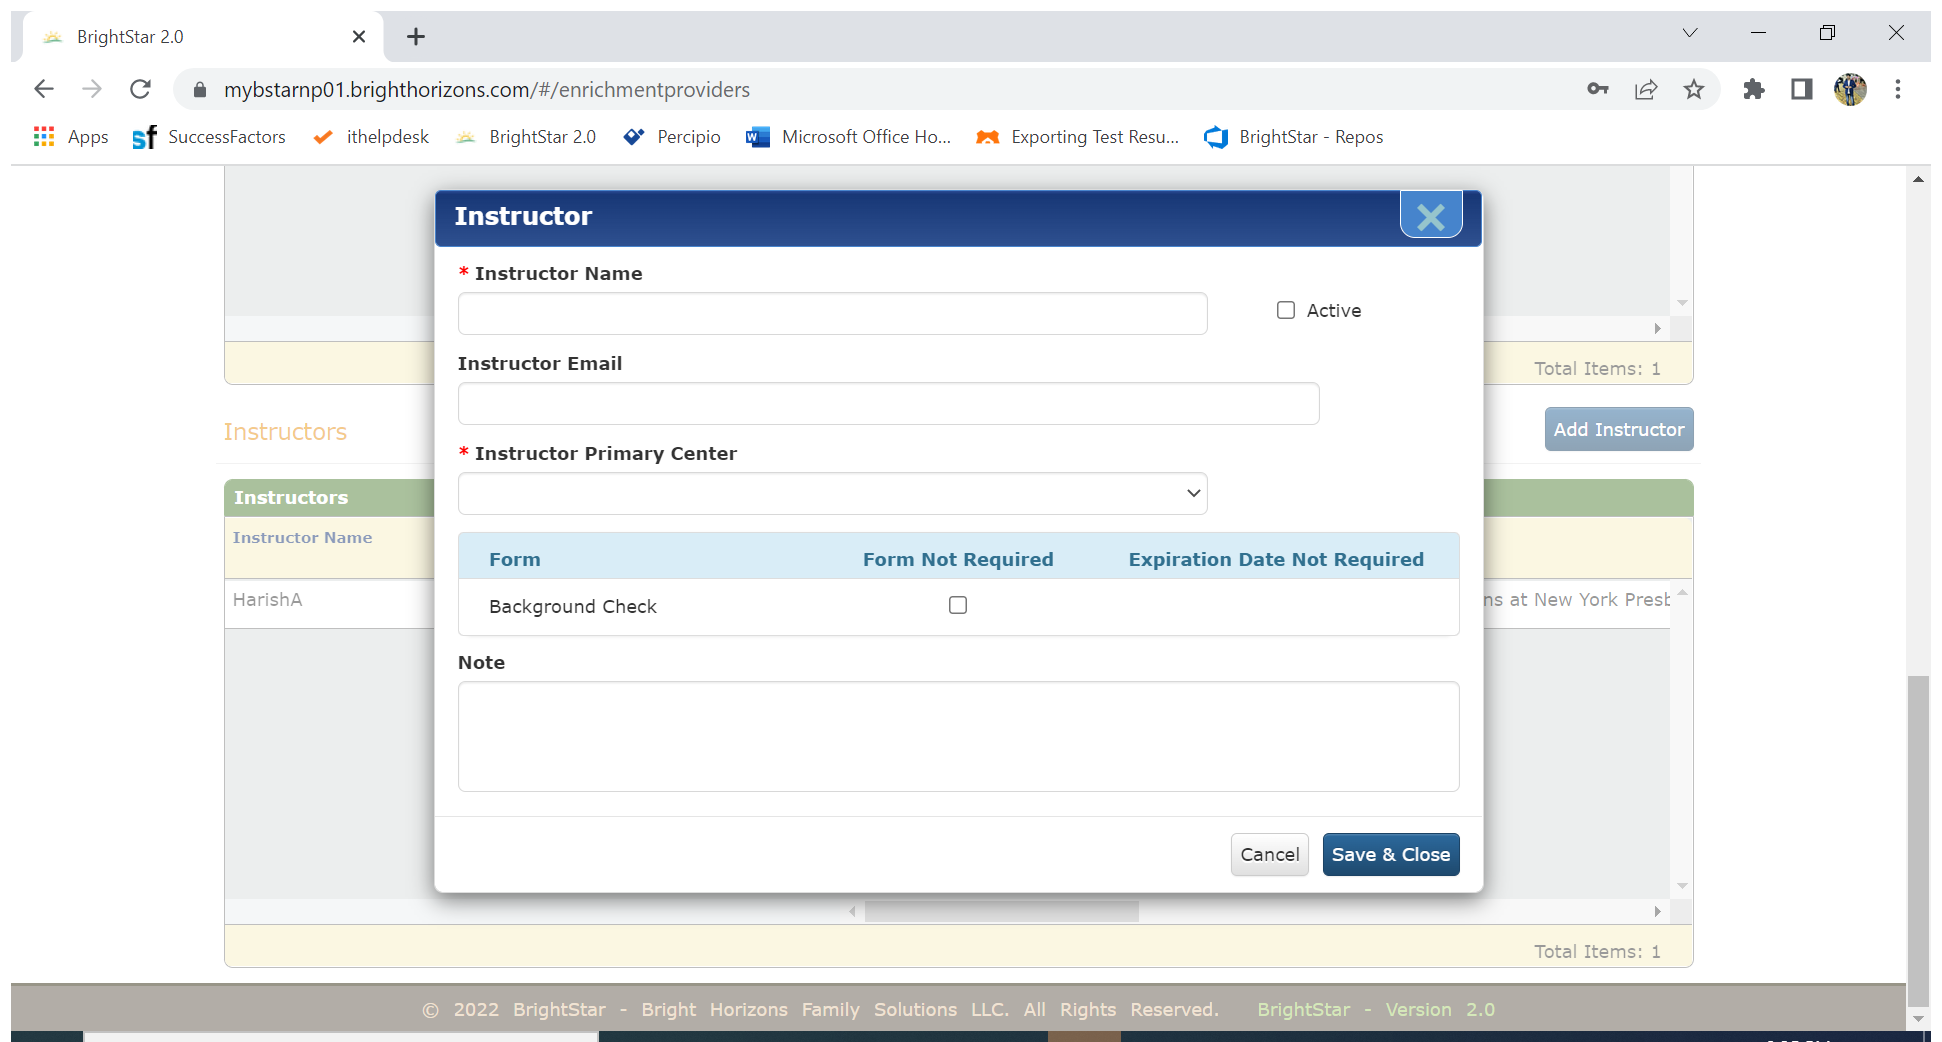 BrightStar 2.0
mybstarnp01.brighthorizons.com/#/enrichmentproviders
Apps SuccessFactors ithelpdesk BrightStar 2.0 Percipio Microsoft Office Ho... Exporting Test Resu... BrightStar - Repos
Instructor
* Instructor Name
Active
Instructor Email
Total Items: 1
Instructors
Add Instructor
* Instructor Primary Center
Instructors
Instructor Name
Form Form Not Required Expiration Date Not Required
HarishA
Background Check
ns at New York Presb
Note
Cancel Save & Close
Total Items: 1
© 2022 BrightStar - Bright Horizons Family Solutions LLC. All Rights Reserved. BrightStar - Version 2.0